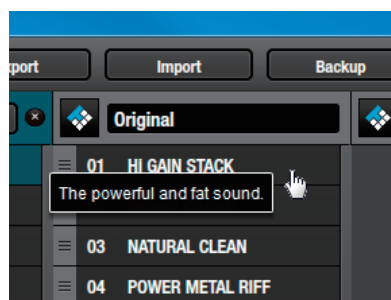 port Import Backup
Original
01 HI GAIN STACK
The powerful and fat sound.
03 NATURAL CLEAN
04 POWER METAL RIFF